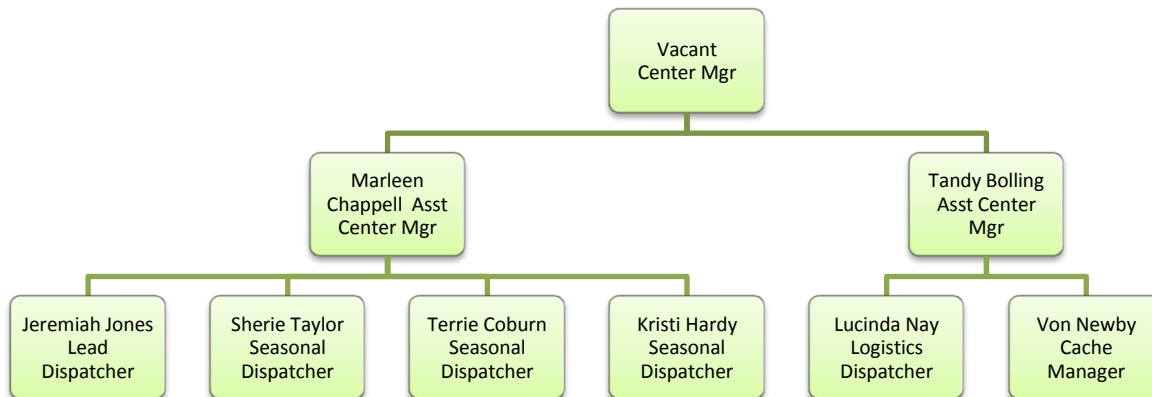 Vacant
Center Mgr
Marleen
Chappell Asst
Center Mgr
Tandy Bolling
Asst Center
Mgr
Jeremiah Jones
Lead
Dispatcher
Sherie Taylor
Seasonal
Dispatcher
Terrie Coburn
Seasonal
Dispatcher
Kristi Hardy
Seasonal
Dispatcher
Lucinda Nay
Logistics
Dispatcher
Von Newby
Cache
Manager